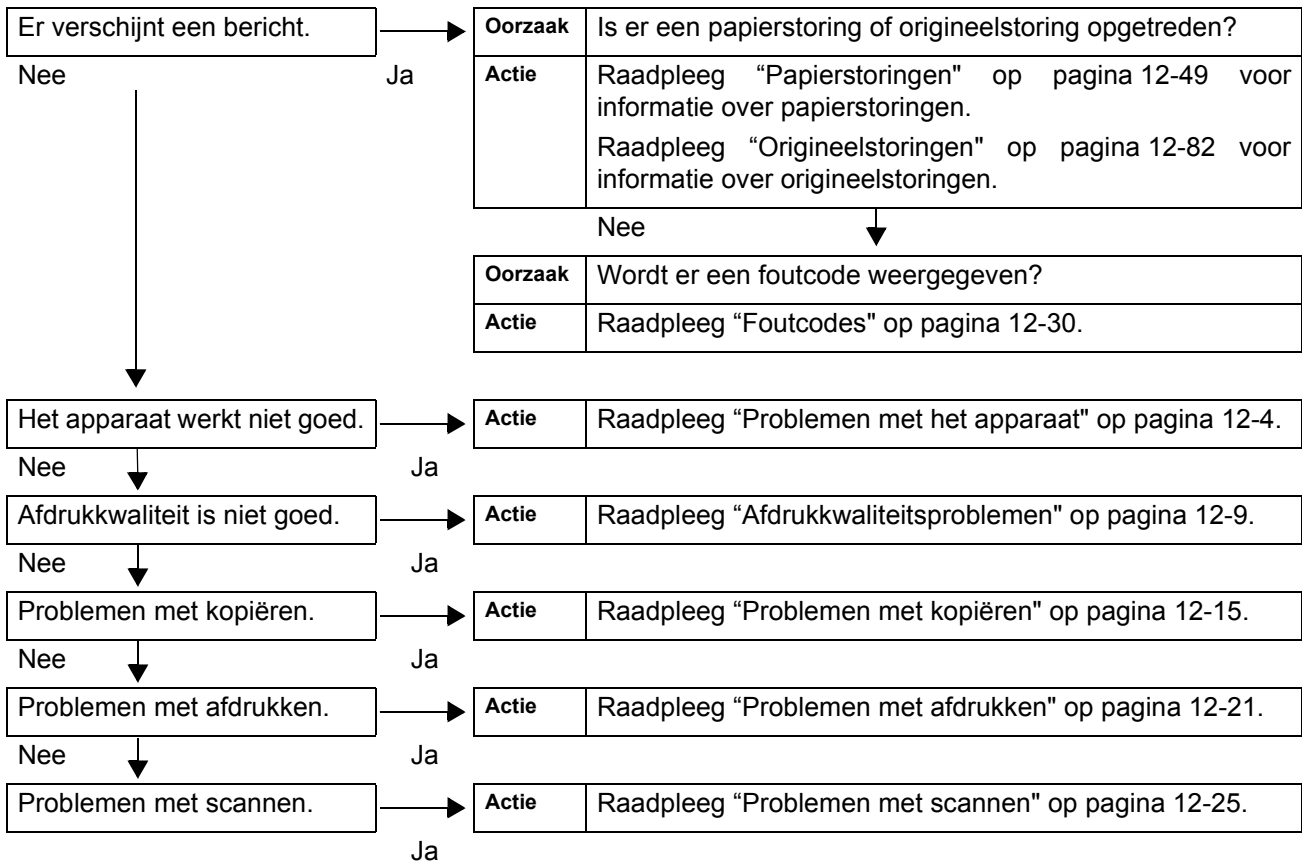 Er verschijnt een bericht.
Oorzaak Is er een papierstoring of origineelstoring opgetreden?
Nee Ja
Actie Raadpleeg “Papierstoringen" op pagina 12-49 voor
informatie over papierstoringen.
Raadpleeg “Origineelstoringen" op pagina 12-82 voor
informatie over origineelstoringen.
Nee
Oorzaak Wordt er een foutcode weergegeven?
Actie Raadpleeg “Foutcodes" op pagina 12-30.
Het apparaat werkt niet goed.
Actie Raadpleeg “Problemen met het apparaat" op pagina 12-4.
Nee Ja
Afdrukkwaliteit is niet goed.
Actie Raadpleeg “Afdrukkwaliteitsproblemen" op pagina 12-9.
Nee Ja
Problemen met kopiëren.
Actie Raadpleeg “Problemen met kopiëren" op pagina 12-15.
Nee Ja
Problemen met afdrukken.
Actie Raadpleeg “Problemen met afdrukken" op pagina 12-21.
Nee Ja
Problemen met scannen.
Actie Raadpleeg “Problemen met scannen" op pagina 12-25.
Ja